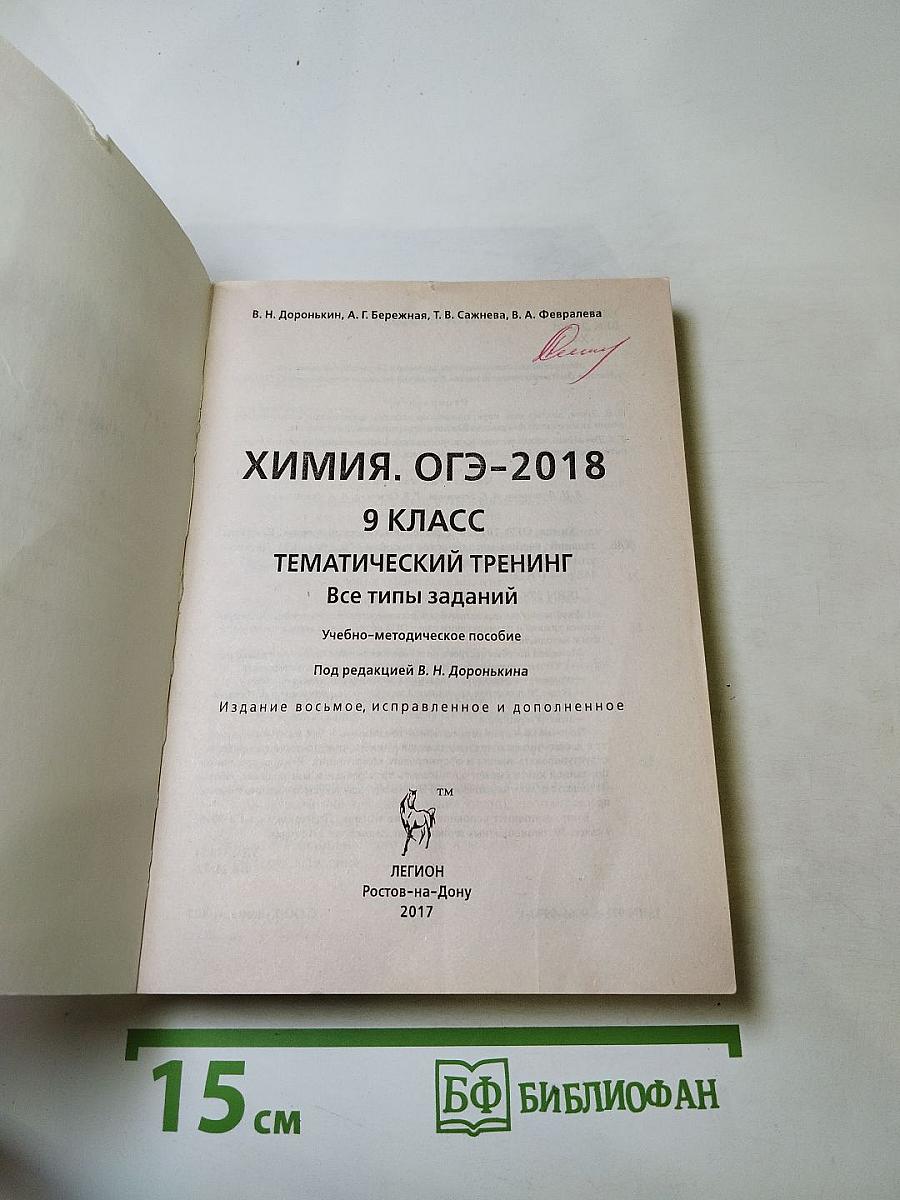 В. Н. Доронькин, А. Г. Бережная, Т. В. Сажнева, В. А. Февралева
ХИМИЯ. ОГЭ-2018
9 КЛАСС
ТЕМАТИЧЕСКИЙ ТРЕНИНГ
Все типы заданий
Учебно-методическое пособие
Под редакцией В. Н. Доронькина
Издание восьмое, исправленное и дополненное
TM
ЛЕГИОН
Ростов-на-Дону
2017
15 см
БФ БИБЛИОФАН